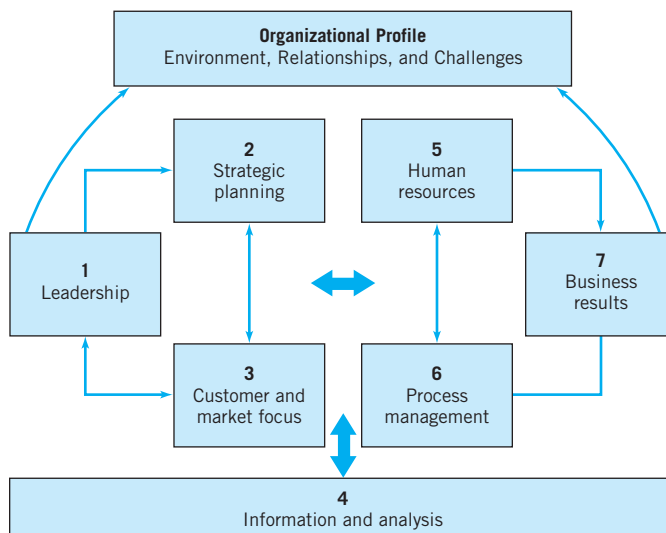 Organizational Profile
Environment, Relationships, and Challenges
2
Strategic
planning
5
Human
resources
1
Leadership
7
Business
results
3
Customer and
market focus
6
Process
management
4
Information and analysis